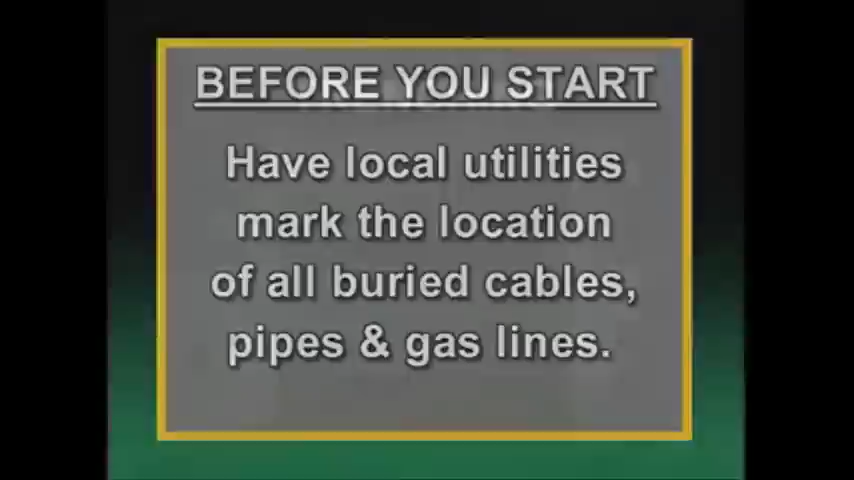 BEFORE YOU START
Have local utilities
mark the location
of all buried cables,
pipes & gas lines.